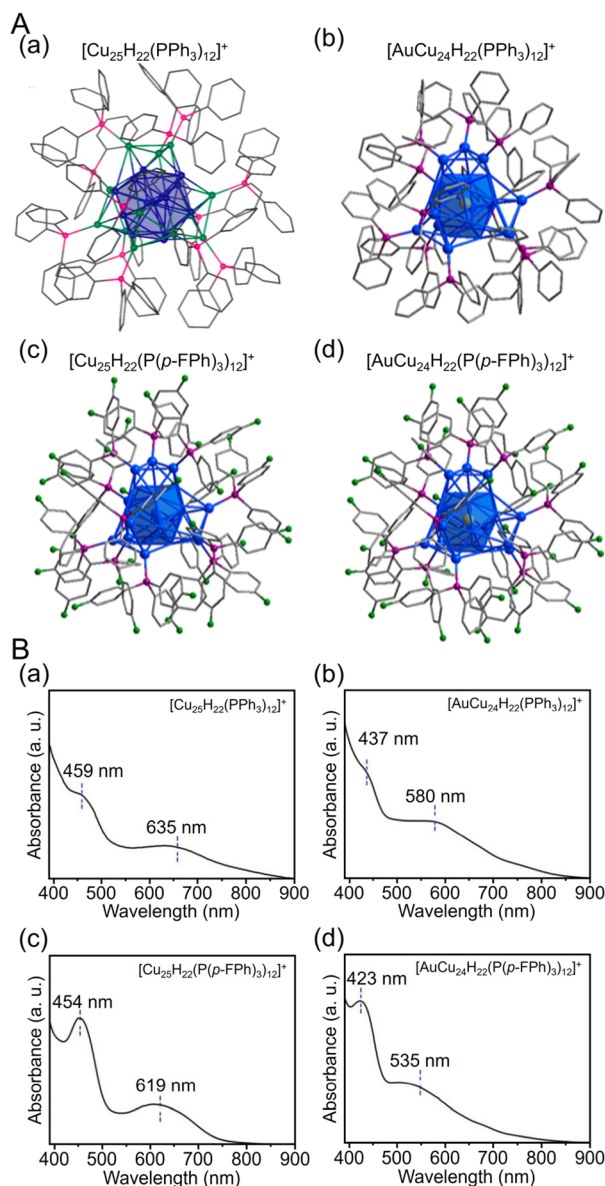 A
(a) (b)
[Cu₂₅H₂₂(PPh₃)₁₂]⁺ [AuCu₂₄H₂₂(PPh₃)₁₂]⁺
(c) (d)
[Cu₂₅H₂₂(P(p-FPh)₃)₁₂]⁺ [AuCu₂₄H₂₂(P(p-FPh)₃)₁₂]⁺
B
(a)
[Cu₂₅H₂₂(PPh₃)₁₂]⁺
459 nm
635 nm
Absorbance (a. u.)
400 500 600 700 800 900
Wavelength (nm)
(b)
[AuCu₂₄H₂₂(PPh₃)₁₂]⁺
437 nm
580 nm
Absorbance (a. u.)
400 500 600 700 800 900
Wavelength (nm)
(c)
[Cu₂₅H₂₂(P(p-FPh)₃)₁₂]⁺
454 nm
619 nm
Absorbance (a. u.)
400 500 600 700 800 900
Wavelength (nm)
(d)
[AuCu₂₄H₂₂(P(p-FPh)₃)₁₂]⁺
423 nm
535 nm
Absorbance (a. u.)
400 500 600 700 800 900
Wavelength (nm)